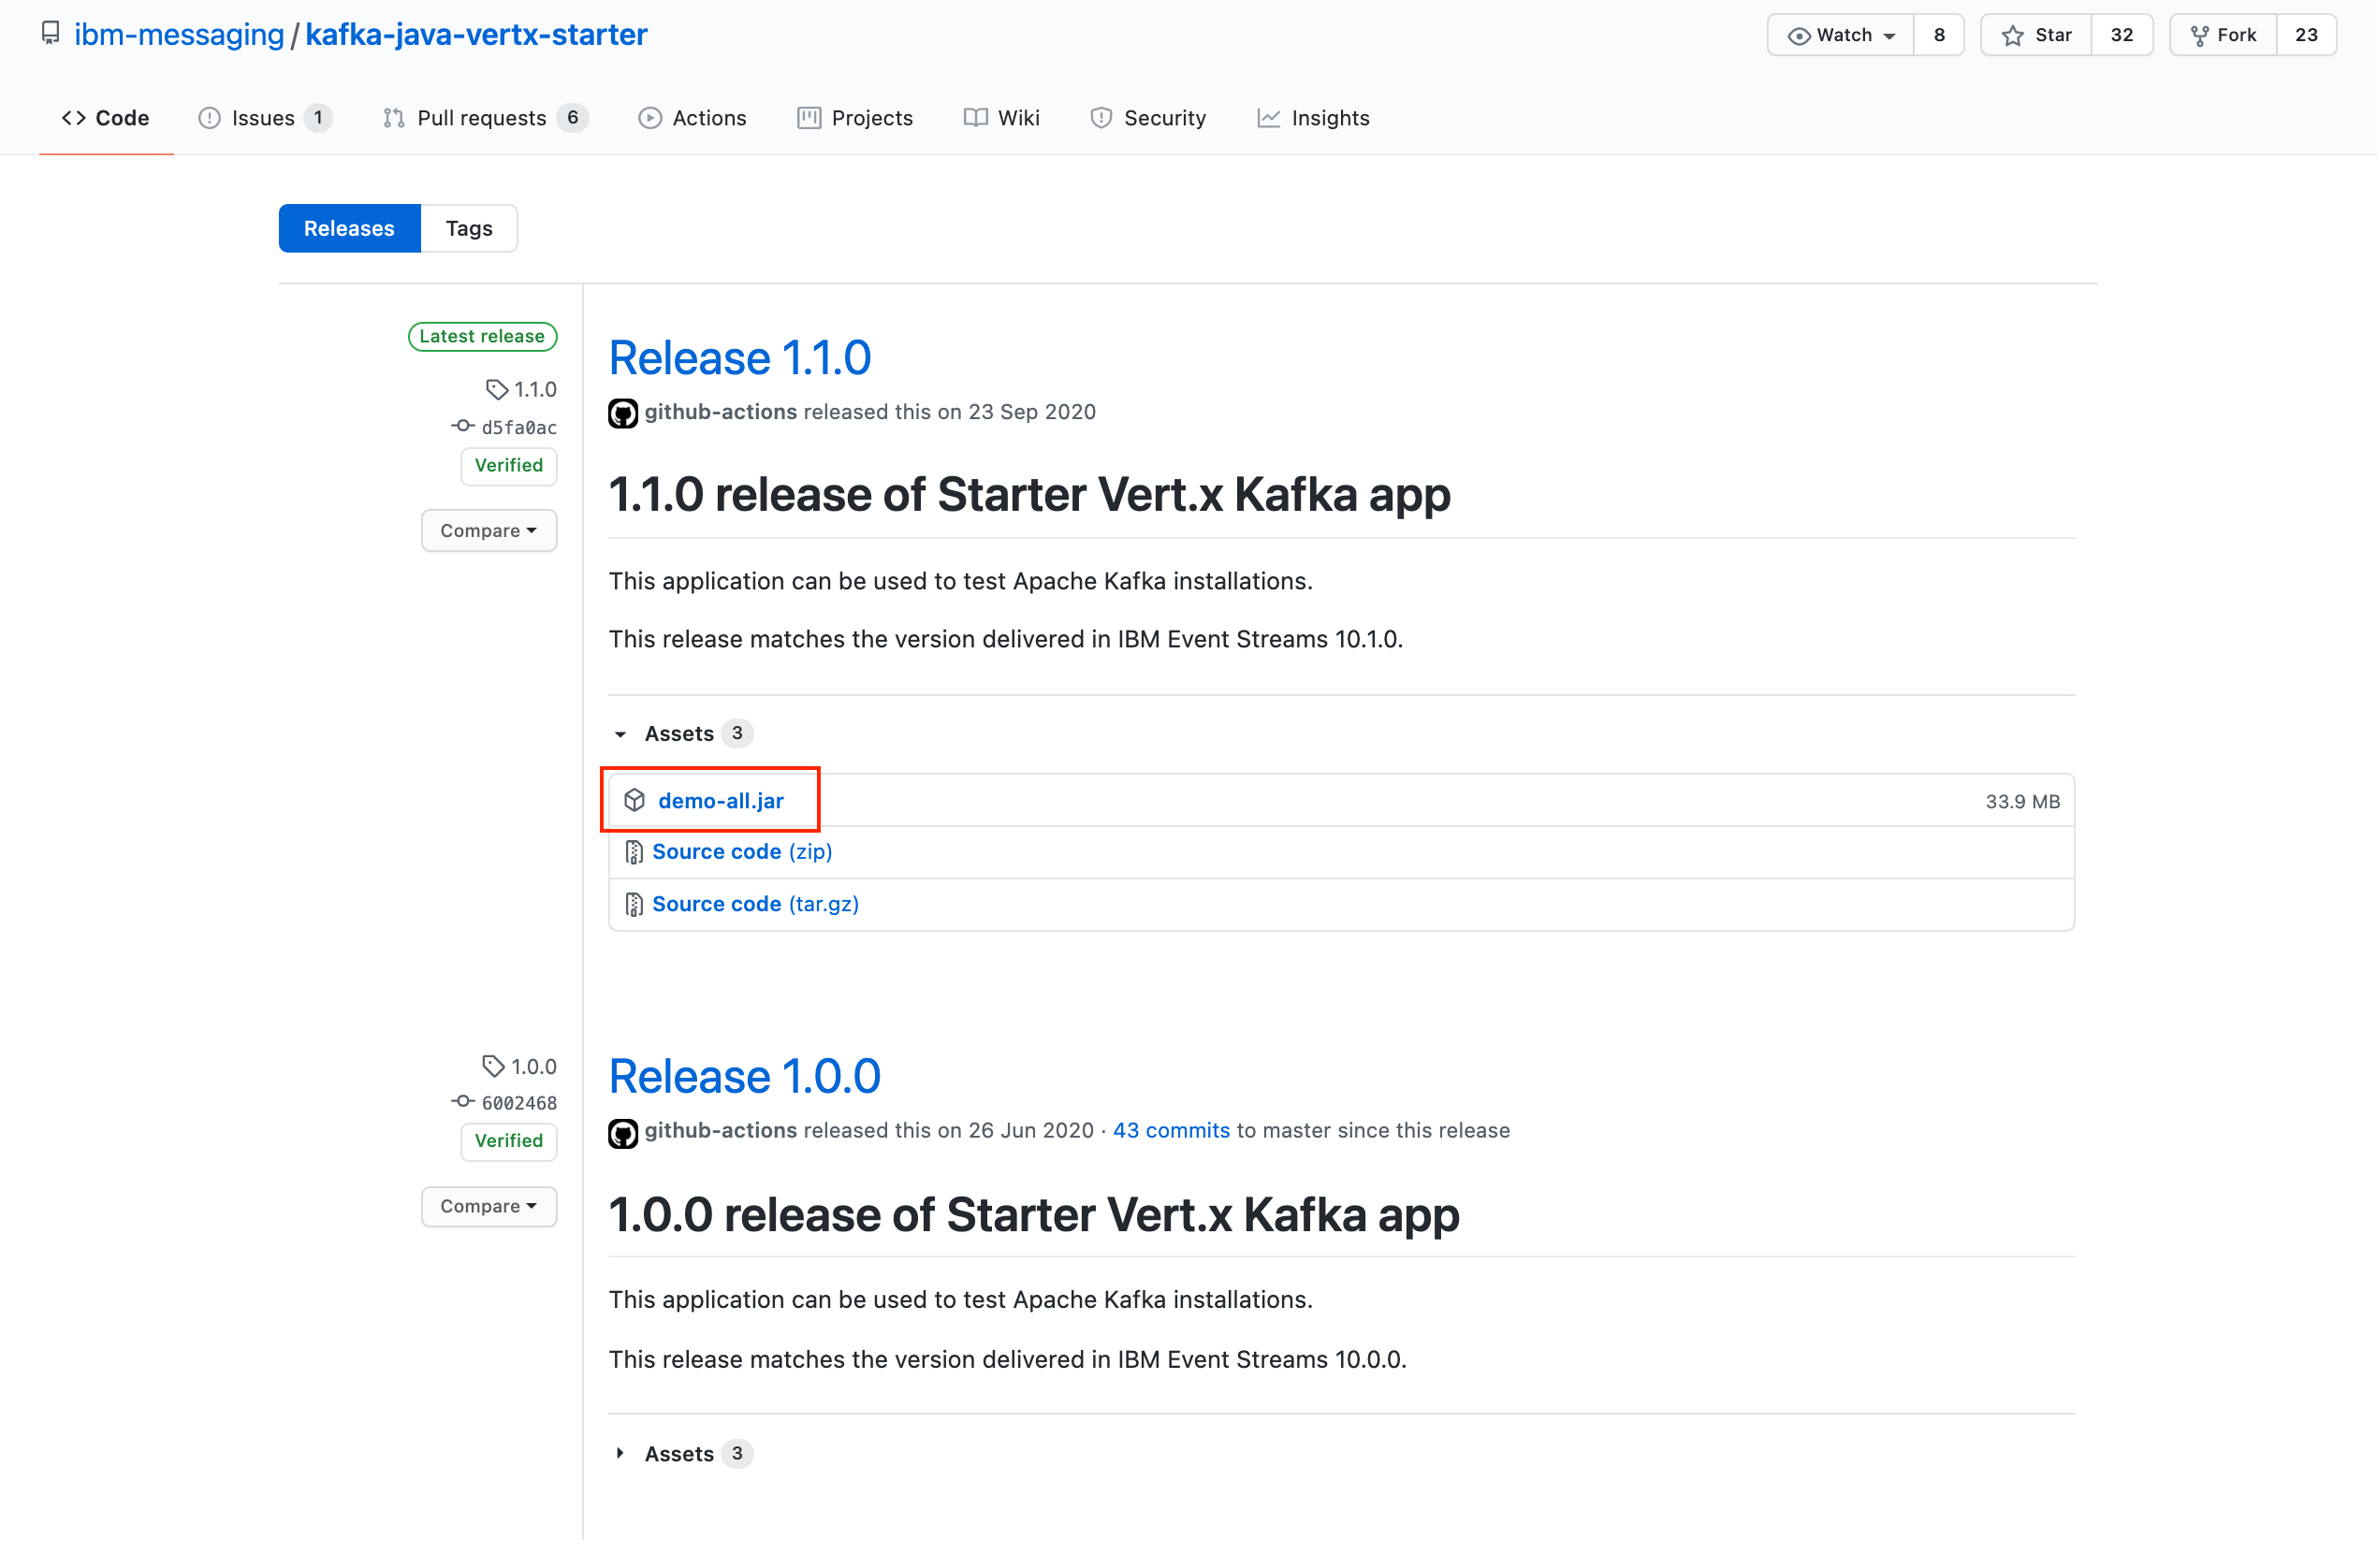 ibm-messaging / kafka-java-vertx-starter
Watch 8 Star 32 Fork 23
Code Issues 1 Pull requests 6 Actions Projects Wiki Security Insights
Releases Tags
Latest release
1.1.0
d5fa0ac
Verified
Compare
Release 1.1.0
github-actions released this on 23 Sep 2020
1.1.0 release of Starter Vert.x Kafka app
This application can be used to test Apache Kafka installations.
This release matches the version delivered in IBM Event Streams 10.1.0.
Assets 3
demo-all.jar 33.9 MB
Source code (zip)
Source code (tar.gz)
1.0.0
6002468
Verified
Compare
Release 1.0.0
github-actions released this on 26 Jun 2020 · 43 commits to master since this release
1.0.0 release of Starter Vert.x Kafka app
This application can be used to test Apache Kafka installations.
This release matches the version delivered in IBM Event Streams 10.0.0.
Assets 3